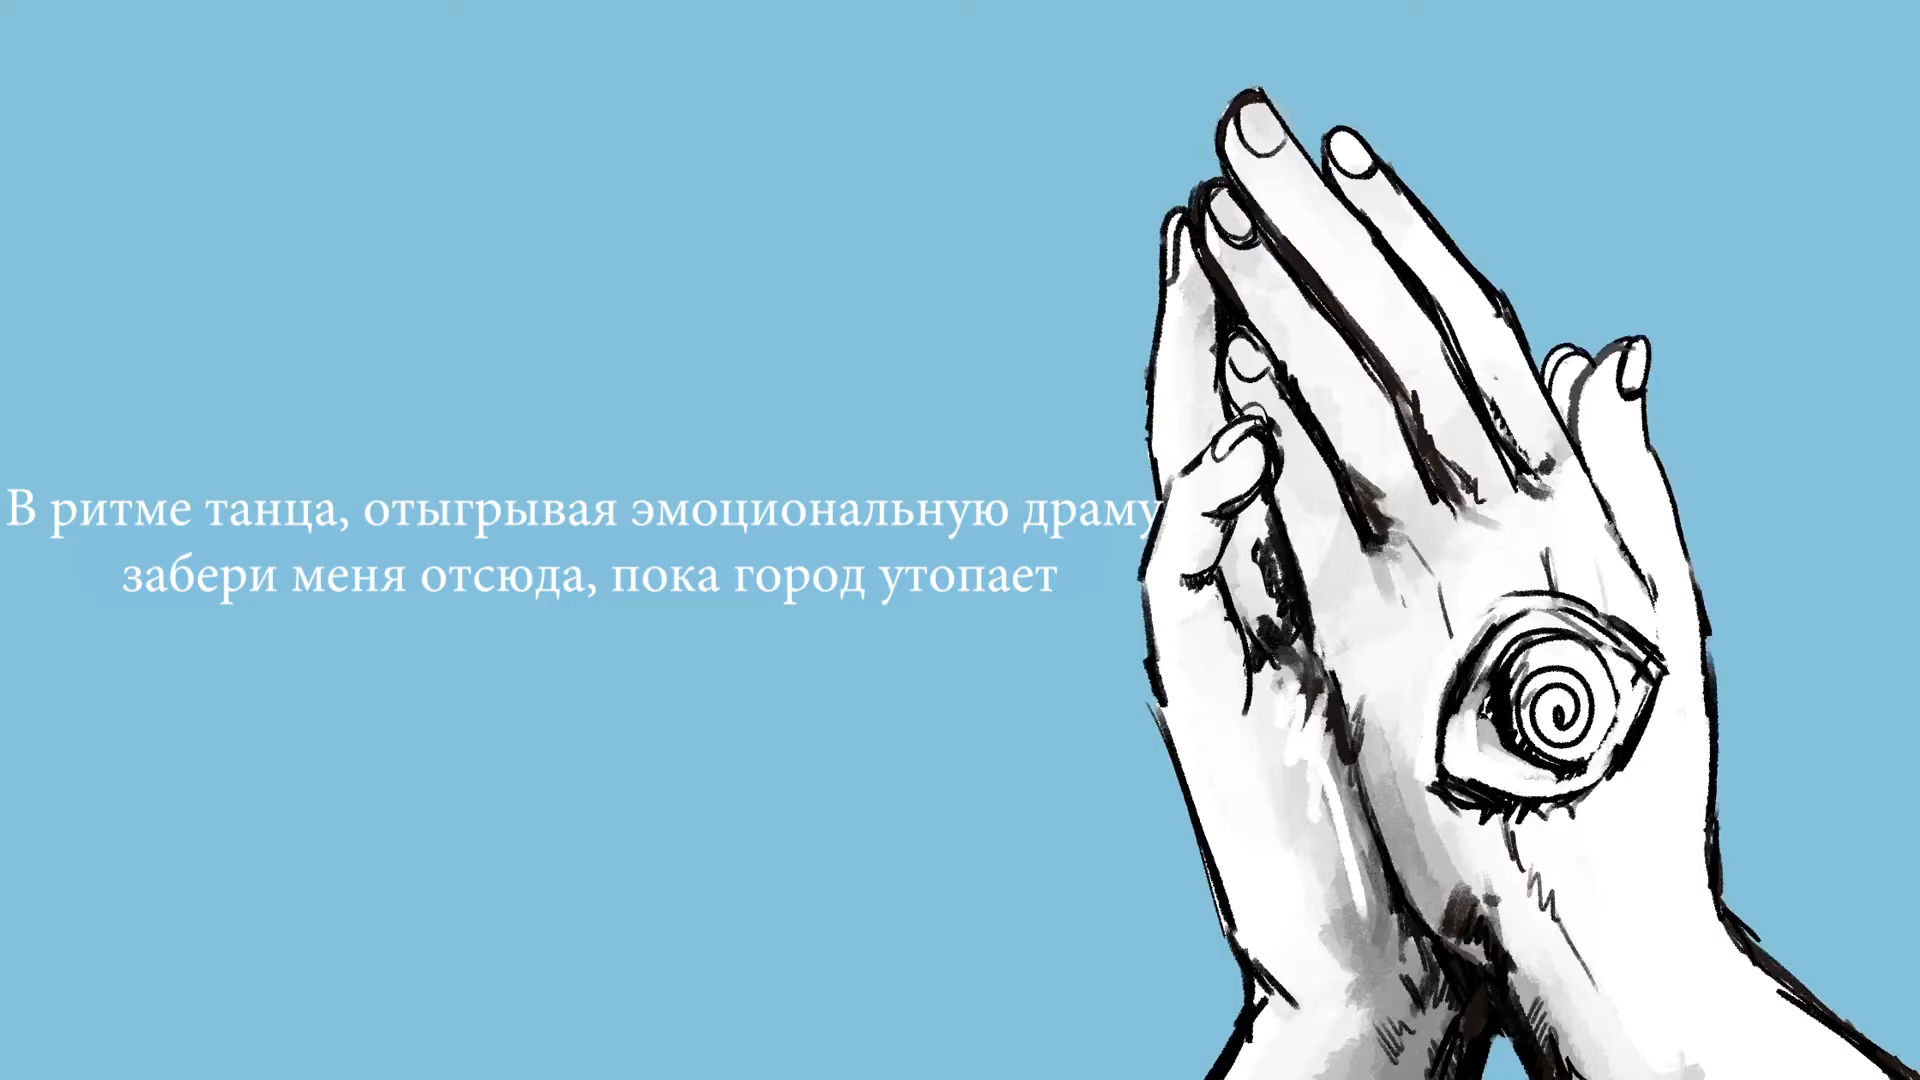 В ритме танца, отыгрывая эмоциональную драму
забери меня отсюда, пока город утопает